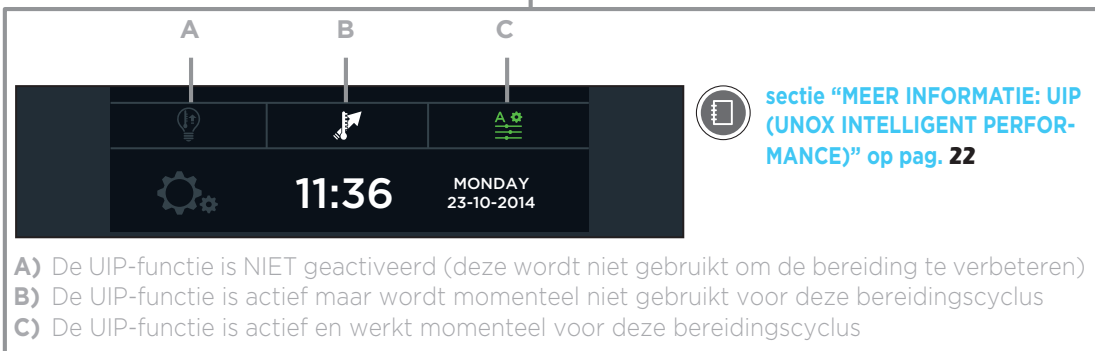 A B C
sectie “MEER INFORMATIE: UIP
(UNOX INTELLIGENT PERFOR-
MANCE)” op pag. 22
A
11:36
MONDAY
23-10-2014
A) De UIP-functie is NIET geactiveerd (deze wordt niet gebruikt om de bereiding te verbeteren)
B) De UIP-functie is actief maar wordt momenteel niet gebruikt voor deze bereidingscyclus
C) De UIP-functie is actief en werkt momenteel voor deze bereidingscyclus